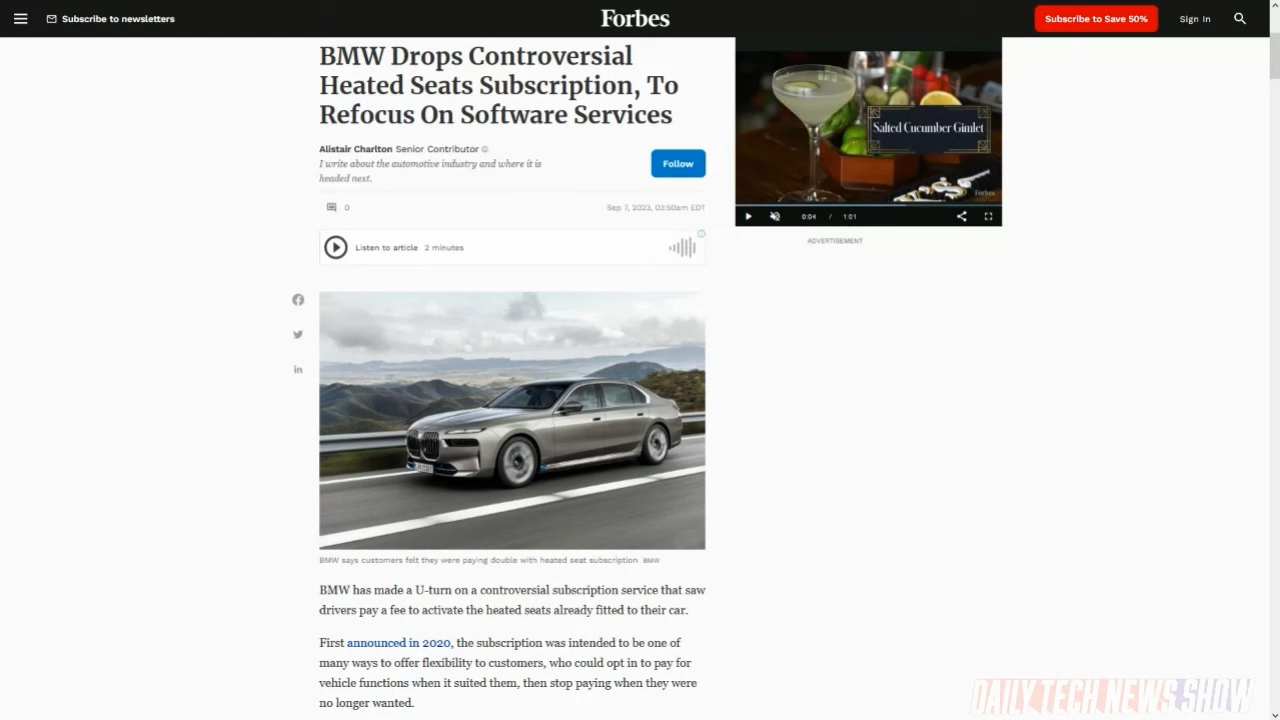 Subscribe to newsletters
Forbes
Subscribe to Save 50%
Sign In
BMW Drops Controversial
Heated Seats Subscription, To
Refocus On Software Services
Alistair Charlton Senior Contributor
I write about the automotive industry and where it is
headed next.
Follow
0
Sep 7, 2023, 03:50am EDT
Listen to article 2 minutes
Salted Cucumber Gimlet
Forbes
0:04 / 1:01
ADVERTISEMENT
in
BMW says customers felt they were paying double with heated seat subscription BMW
BMW has made a U-turn on a controversial subscription service that saw
drivers pay a fee to activate the heated seats already fitted to their car.
First announced in 2020, the subscription was intended to be one of
many ways to offer flexibility to customers, who could opt in to pay for
vehicle functions when it suited them, then stop paying when they were
no longer wanted.
DAILY TECH NEWS SHOW